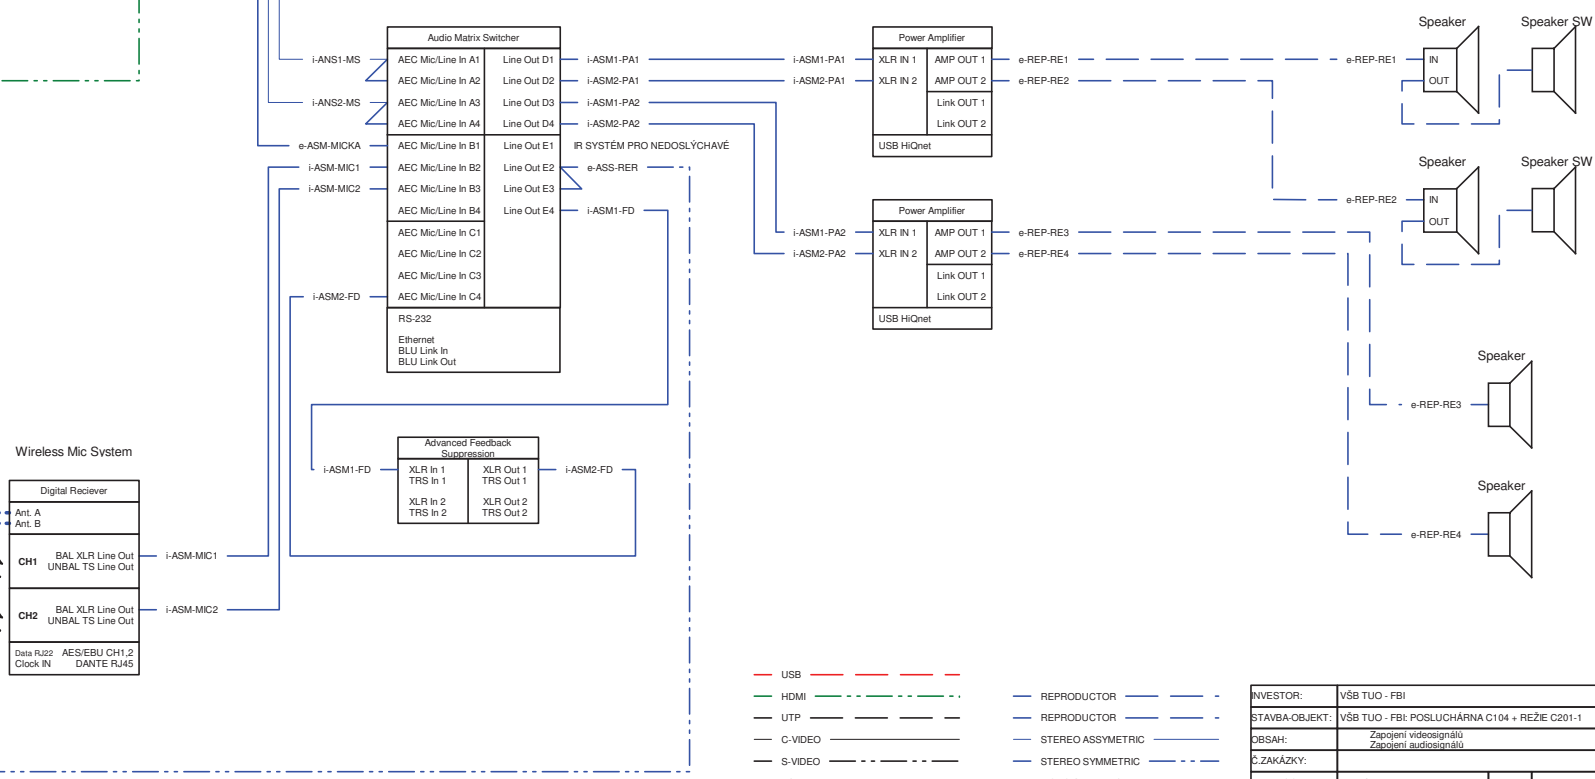 Audio Matrix Switcher
i-ANS1-MS
AEC Mic/Line In A1
Line Out D1
i-ASM1-PA1
AEC Mic/Line In A2
Line Out D2
i-ASM2-PA1
i-ANS2-MS
AEC Mic/Line In A3
Line Out D3
i-ASM1-PA2
AEC Mic/Line In A4
Line Out D4
i-ASM2-PA2
e-ASM-MICKA
AEC Mic/Line In B1
Line Out E1
IR SYSTÉM PRO NEDOSLÝCHAVÉ
i-ASM-MIC1
AEC Mic/Line In B2
Line Out E2
e-ASS-RER
i-ASM-MIC2
AEC Mic/Line In B3
Line Out E3
AEC Mic/Line In B4
Line Out E4
i-ASM1-FD
AEC Mic/Line In C1
AEC Mic/Line In C2
AEC Mic/Line In C3
i-ASM2-FD
AEC Mic/Line In C4
RS-232
Ethernet
BLU Link In
BLU Link Out
Power Amplifier
i-ASM1-PA1
XLR IN 1
AMP OUT 1
e-REP-RE1
i-ASM2-PA1
XLR IN 2
AMP OUT 2
e-REP-RE2
Link OUT 1
Link OUT 2
USB HiQnet
Power Amplifier
i-ASM1-PA2
XLR IN 1
AMP OUT 1
e-REP-RE3
i-ASM2-PA2
XLR IN 2
AMP OUT 2
e-REP-RE4
Link OUT 1
Link OUT 2
USB HiQnet
Speaker
Speaker SW
e-REP-RE1
IN
OUT
Speaker
Speaker SW
e-REP-RE2
IN
OUT
Speaker
e-REP-RE3
Speaker
e-REP-RE4
Advanced Feedback
Suppression
i-ASM1-FD
XLR In 1
XLR Out 1
i-ASM2-FD
TRS In 1
TRS Out 1
XLR In 2
XLR Out 2
TRS In 2
TRS Out 2
Wireless Mic System
Digital Reciever
Ant. A
Ant. B
CH1
BAL XLR Line Out
UNBAL TS Line Out
i-ASM-MIC1
CH2
BAL XLR Line Out
UNBAL TS Line Out
i-ASM-MIC2
Data RJ22
AES/EBU CH1,2
Clock IN
DANTE RJ45
USB
HDMI
UTP
C-VIDEO
S-VIDEO
REPRODUCTOR
REPRODUCTOR
STEREO ASSYMETRIC
STEREO SYMMETRIC
INVESTOR:
VŠB TUO - FBI
STAVBA-OBJEKT:
VŠB TUO - FBI: POSLUCHÁRNA C104 + REŽIE C201-1
OBSAH:
Zapojení videosignálů
Zapojení audiosignálů
Č.ZAKÁZKY: